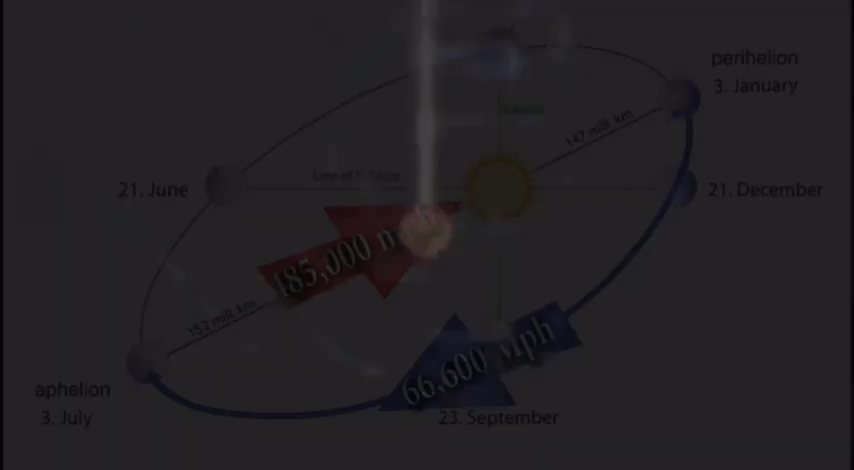 perihelion
3. January
147 mill. km
21. June
21. December
185,000
152 mill. km
66,600 Mph
aphelion
3. July
23. September